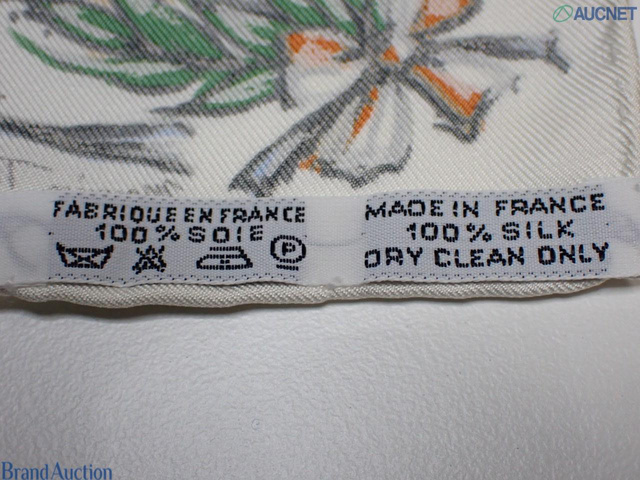 AUCNET
FABRIQUE EN FRANCE
100% SOIE
P
MADE IN FRANCE
100% SILK
DRY CLEAN ONLY
BrandAuction